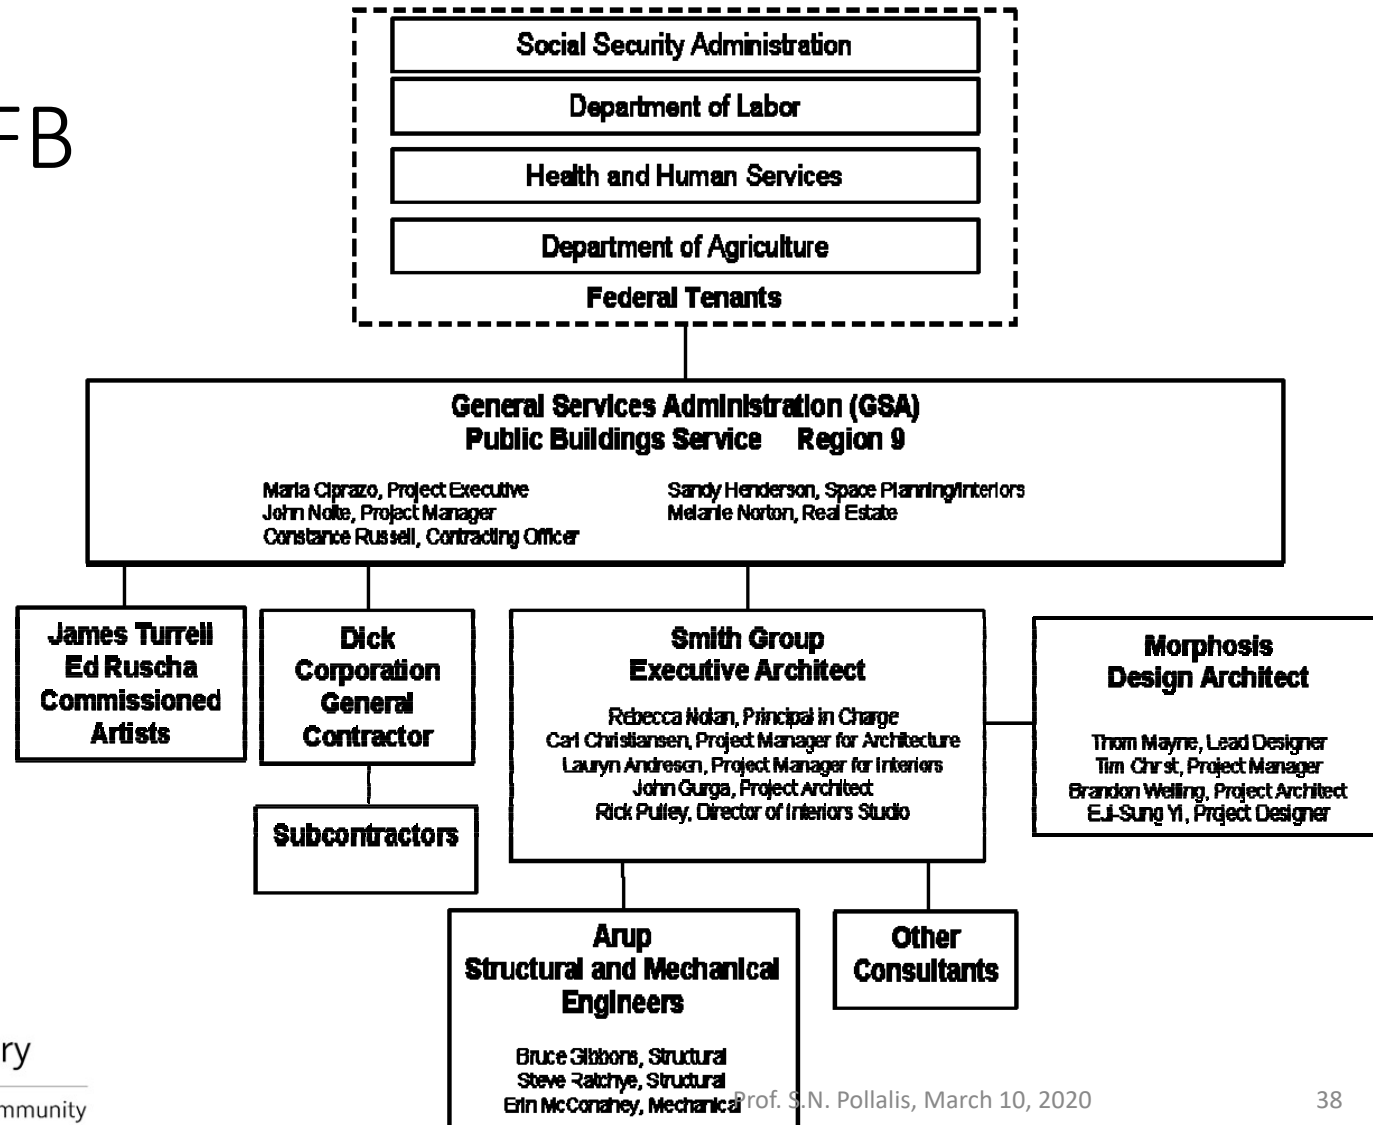 FB
Social Security Administration
Department of Labor
Health and Human Services
Department of Agriculture
Federal Tenants
General Services Administration (GSA)
Public Buildings Service Region 9
Maria Ciprazo, Project Executive
John Nolte, Project Manager
Constance Russell, Contracting Officer
Sandy Henderson, Space Planning/Interiors
Melanie Norton, Real Estate
James Turrell
Ed Ruscha
Commissioned
Artists
Dick
Corporation
General
Contractor
Subcontractors
Smith Group
Executive Architect
Rebecca Nolan, Principal in Charge
Carl Christiansen, Project Manager for Architecture
Lauryn Andreson, Project Manager for Interiors
John Gurga, Project Architect
Rick Pulley, Director of Interiors Studio
Morphosis
Design Architect
Thom Mayne, Lead Designer
Tim Christ, Project Manager
Brandon Welling, Project Architect
Eui-Sung Yi, Project Designer
Arup
Structural and Mechanical
Engineers
Bruce Gibbons, Structural
Steve Ratchye, Structural
Erin McConahey, Mechanical
Other
Consultants
ry
mmunity
Prof. S.N. Pollalis, March 10, 2020
38